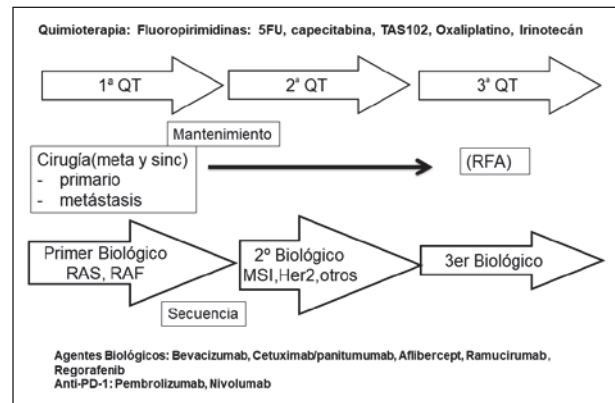 Quimioterapia: Fluoropirimidinas: 5FU, capecitabina, TAS102, Oxaliplatino, Irinotecán
1ª QT
2ª QT
3ª QT
Mantenimiento
Cirugía(meta y sinc)
- primario
- metástasis
(RFA)
Primer Biológico
RAS, RAF
2º Biológico
MSI,Her2,otros
3er Biológico
Secuencia
Agentes Biológicos: Bevacizumab, Cetuximab/panitumumab, Aflibercept, Ramucirumab,
Regorafenib
Anti-PD-1: Pembrolizumab, Nivolumab